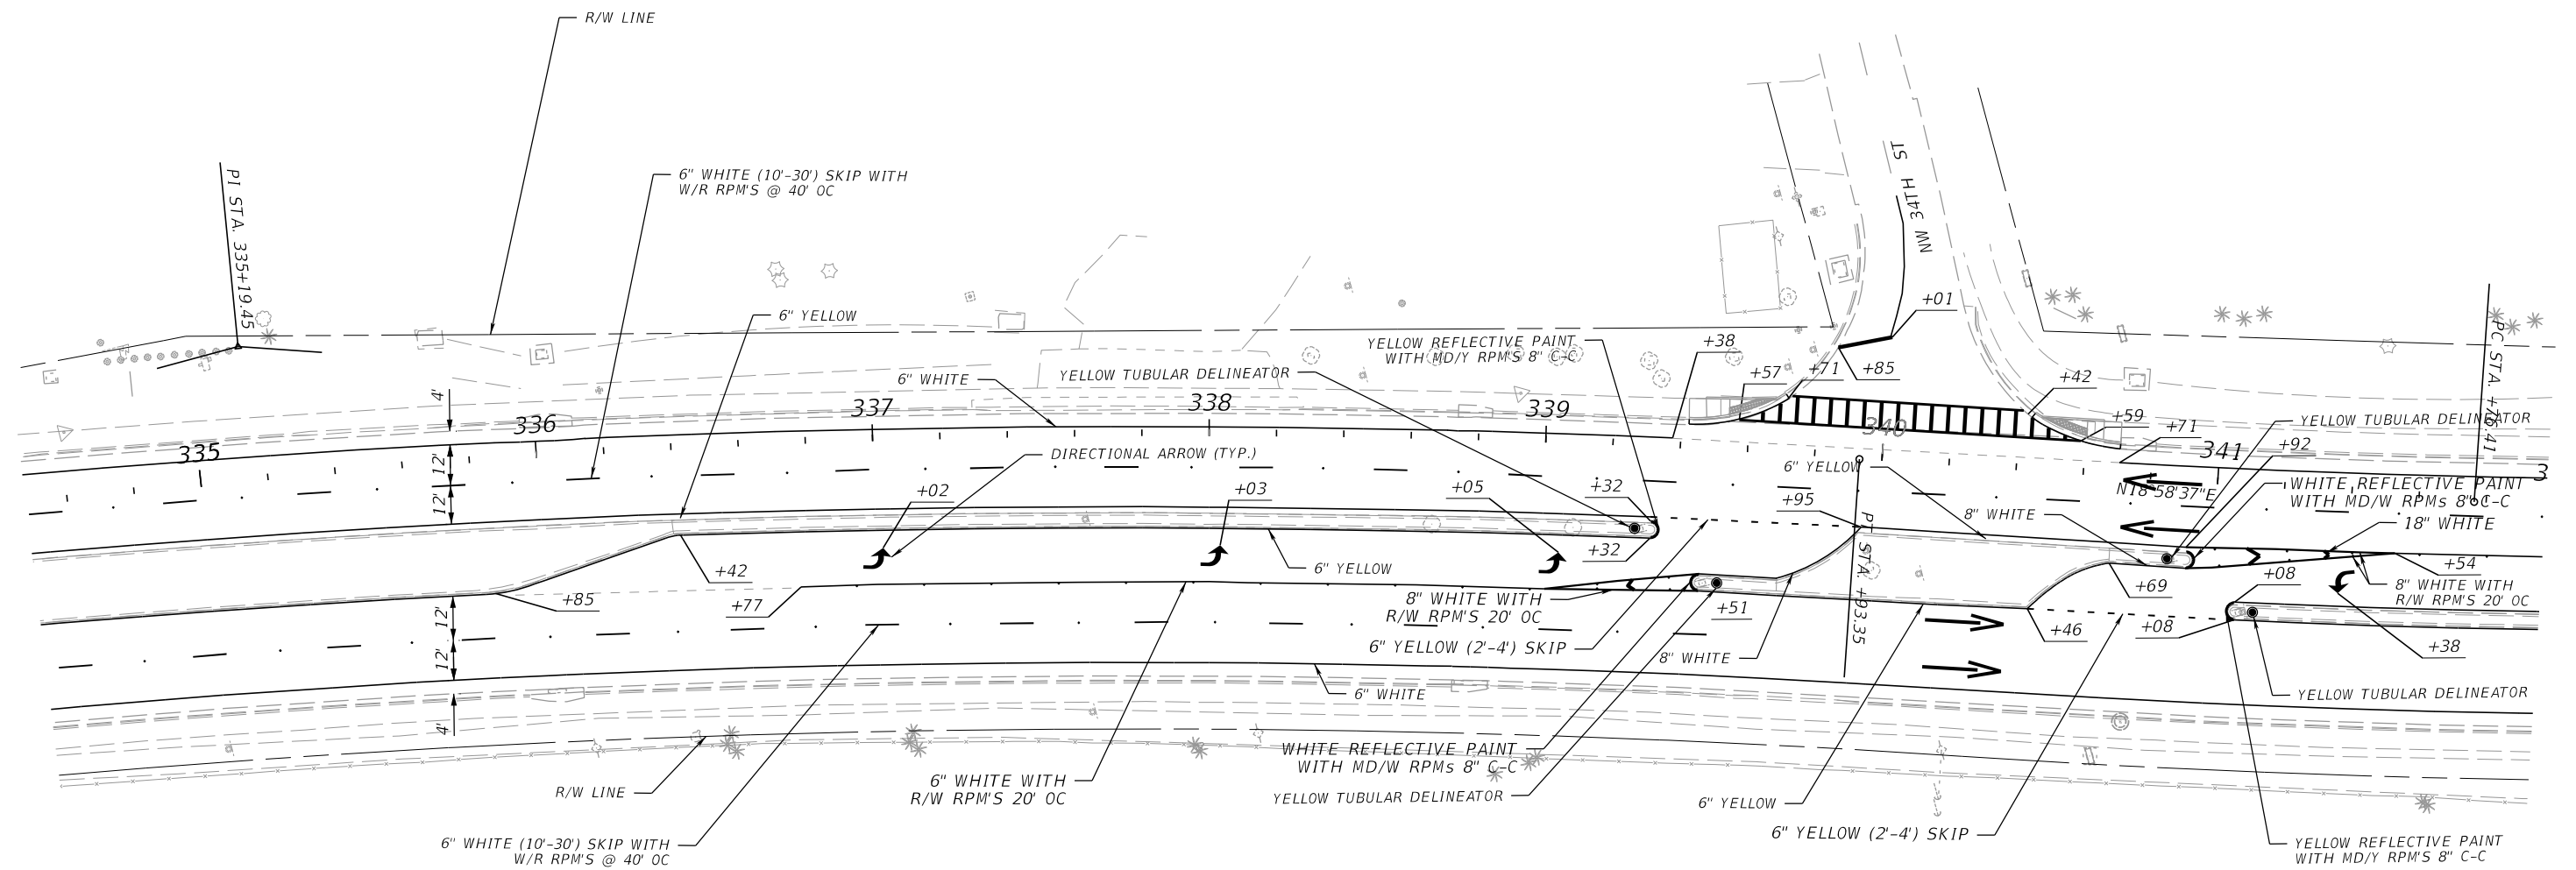 R/W LINE
PI STA. 335+19.45
6" WHITE (10'-30') SKIP WITH
W/R RPM'S @ 40' OC
NW 34TH ST
6" YELLOW
+01
YELLOW REFLECTIVE PAINT
WITH MD/Y RPM'S 8" C-C
+38
YELLOW TUBULAR DELINEATOR
6" WHITE
+57
+71
+85
+42
+59
+71
YELLOW TUBULAR DELINEATOR
+92
4'
335
336
337
338
339
340
341
3
12'
12'
DIRECTIONAL ARROW (TYP.)
6" YELLOW
+02
+03
+05
+32
+95
N18°58'37"E
WHITE REFLECTIVE PAINT
WITH MD/W RPMs 8" C-C
8" WHITE
18" WHITE
+32
6" YELLOW
+42
+85
+77
8" WHITE WITH
R/W RPM'S 20' OC
+51
+54
+08
+69
8" WHITE WITH
R/W RPM'S 20' OC
12'
12'
6" YELLOW (2'-4') SKIP
8" WHITE
STA. +93.35
+46
+08
+38
6" WHITE
YELLOW TUBULAR DELINEATOR
4'
WHITE REFLECTIVE PAINT
WITH MD/W RPMs 8" C-C
R/W LINE
6" WHITE WITH
R/W RPM'S 20' OC
YELLOW TUBULAR DELINEATOR
6" YELLOW
6" YELLOW (2'-4') SKIP
6" WHITE (10'-30') SKIP WITH
W/R RPM'S @ 40' OC
YELLOW REFLECTIVE PAINT
WITH MD/Y RPM'S 8" C-C
PC STA.